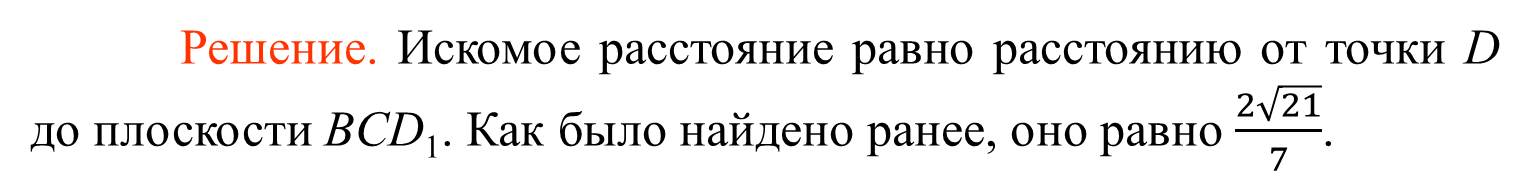 Решение. Искомое расстояние равно расстоянию от точки D
до плоскости BCD₁. Как было найдено ранее, оно равно 2√21/7.